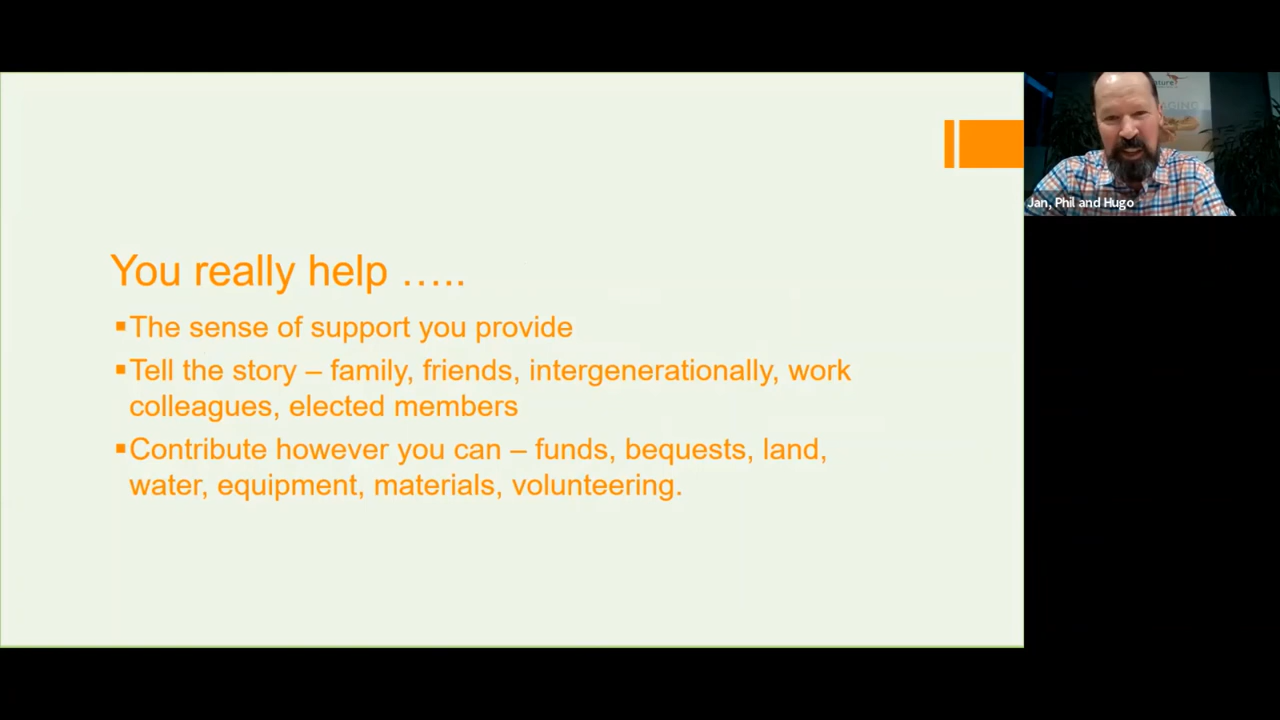 You really help …..
▪The sense of support you provide
▪Tell the story – family, friends, intergenerationally, work
colleagues, elected members
▪Contribute however you can – funds, bequests, land,
water, equipment, materials, volunteering.
Jan, Phil and Hugo